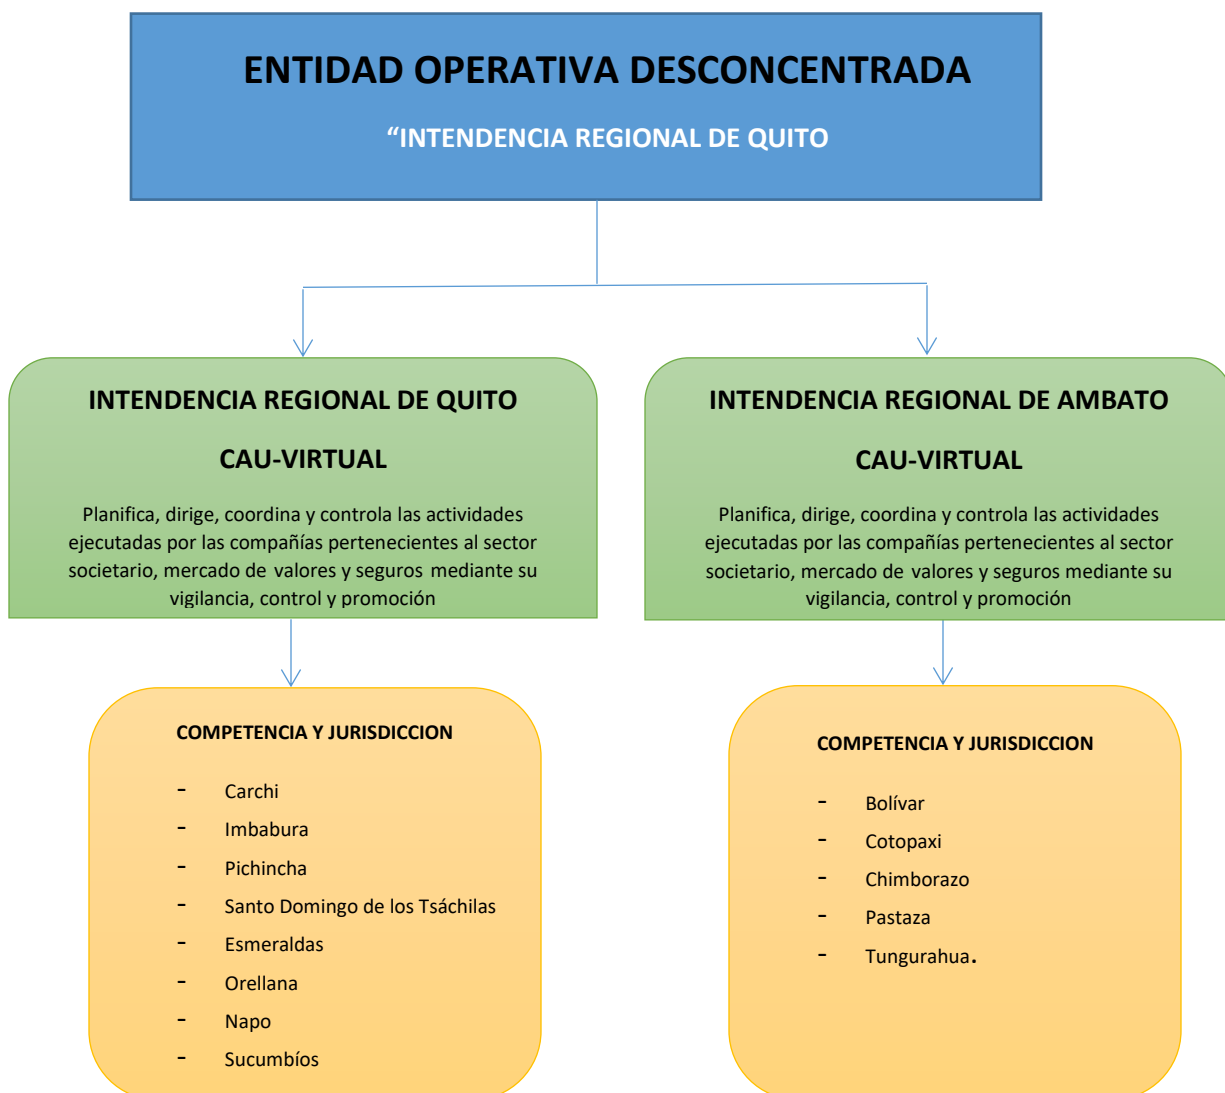 ENTIDAD OPERATIVA DESCONCENTRADA
“INTENDENCIA REGIONAL DE QUITO
INTENDENCIA REGIONAL DE QUITO
CAU-VIRTUAL
Planifica, dirige, coordina y controla las actividades
ejecutadas por las compañías pertenecientes al sector
societario, mercado de valores y seguros mediante su
vigilancia, control y promoción
INTENDENCIA REGIONAL DE AMBATO
CAU-VIRTUAL
Planifica, dirige, coordina y controla las actividades
ejecutadas por las compañías pertenecientes al sector
societario, mercado de valores y seguros mediante su
vigilancia, control y promoción
COMPETENCIA Y JURISDICCION
- Carchi
- Imbabura
- Pichincha
- Santo Domingo de los Tsáchilas
- Esmeraldas
- Orellana
- Napo
- Sucumbíos
COMPETENCIA Y JURISDICCION
- Bolívar
- Cotopaxi
- Chimborazo
- Pastaza
- Tungurahua.